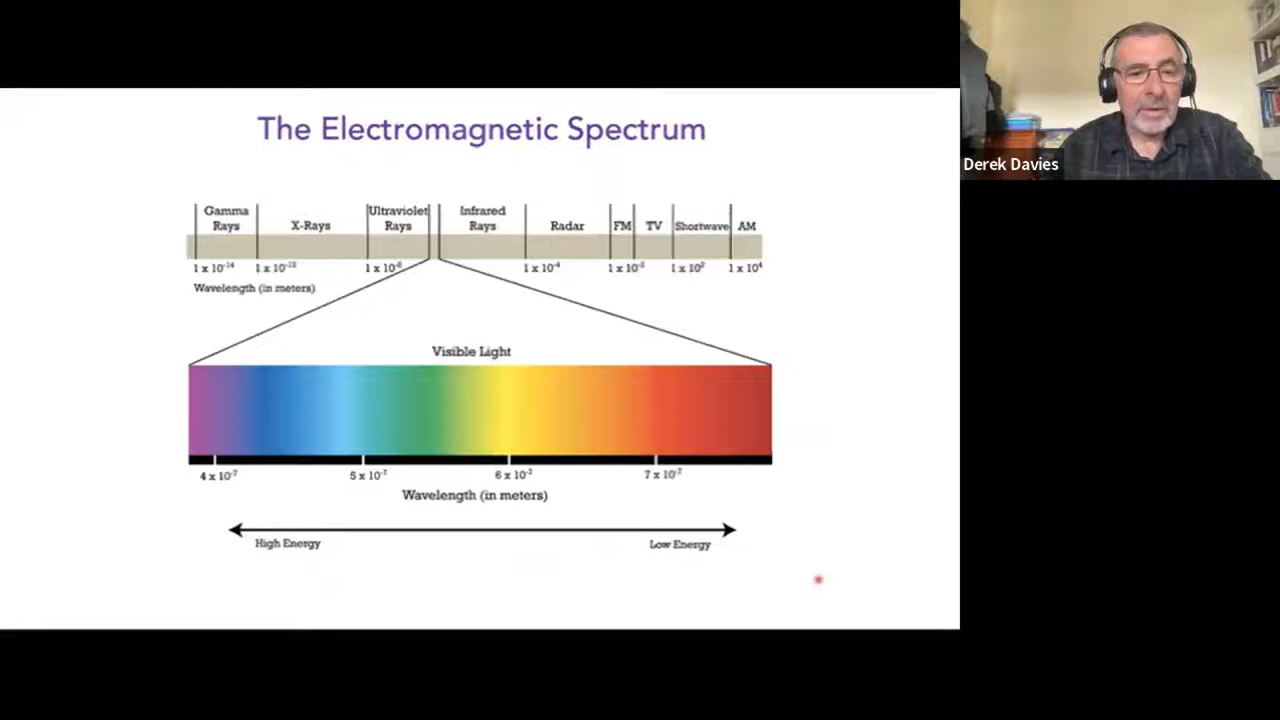 The Electromagnetic Spectrum
Derek Davies
Gamma Rays
X-Rays
Ultraviolet Rays
Infrared Rays
Radar
FM
TV
Shortwave
AM
1 x 10⁻¹⁴
1 x 10
1 x 10⁻⁸
1 x 10⁻⁴
1 x 10⁻²
1 x 10²
1 x 10⁴
Wavelength (in meters)
Visible Light
4 x 10⁻⁷
5 x 10⁻⁷
6 x 10⁻⁷
7 x 10⁻⁷
Wavelength (in meters)
High Energy
Low Energy